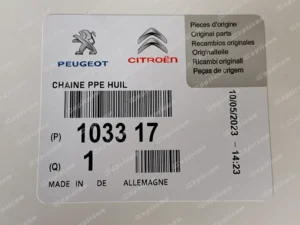 PEUGEOT
CITROËN
Pièces d'origine
Original parts
Recambios originales
Originalteile
Ricambi originali
Peças de origem
CHAINE PPE HUIL
(P) 1033 17
(Q) 1
MADE IN DE ALLEMAGNE
10/05/2023 - 14:23